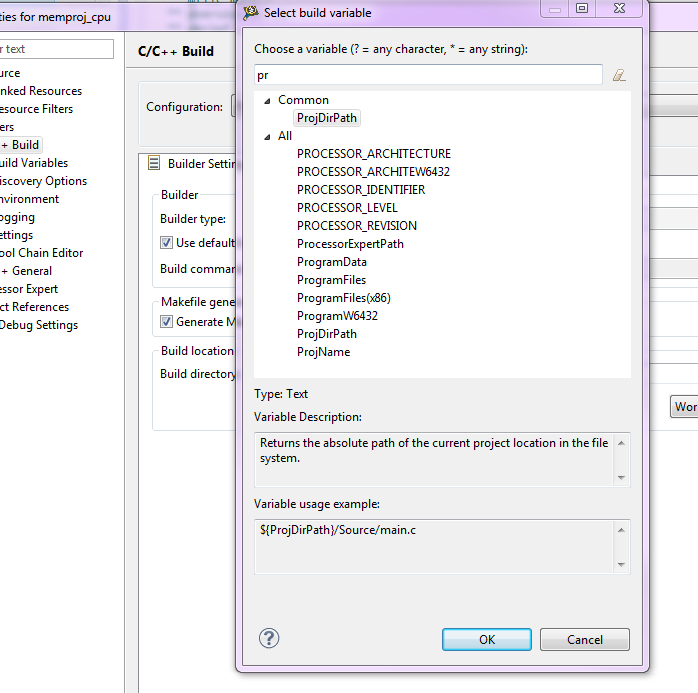 ties for memproj_cpu
r text
urce
nked Resources
esource Filters
ers
+ Build
uild Variables
iscovery Options
nvironment
ogging
ettings
ool Chain Editor
+ General
essor Expert
ct References
Debug Settings
C/C++ Build
Configuration:
Builder Settin
Builder
Builder type:
Use default
Build comman
Makefile gene
Generate M
Build location
Build directory
Wor
Select build variable
Choose a variable (? = any character, * = any string):
pr
Common
ProjDirPath
All
PROCESSOR_ARCHITECTURE
PROCESSOR_ARCHITEW6432
PROCESSOR_IDENTIFIER
PROCESSOR_LEVEL
PROCESSOR_REVISION
ProcessorExpertPath
ProgramData
ProgramFiles
ProgramFiles(x86)
ProgramW6432
ProjDirPath
ProjName
Type: Text
Variable Description:
Returns the absolute path of the current project location in the file
system.
Variable usage example:
${ProjDirPath}/Source/main.c
?
OK
Cancel